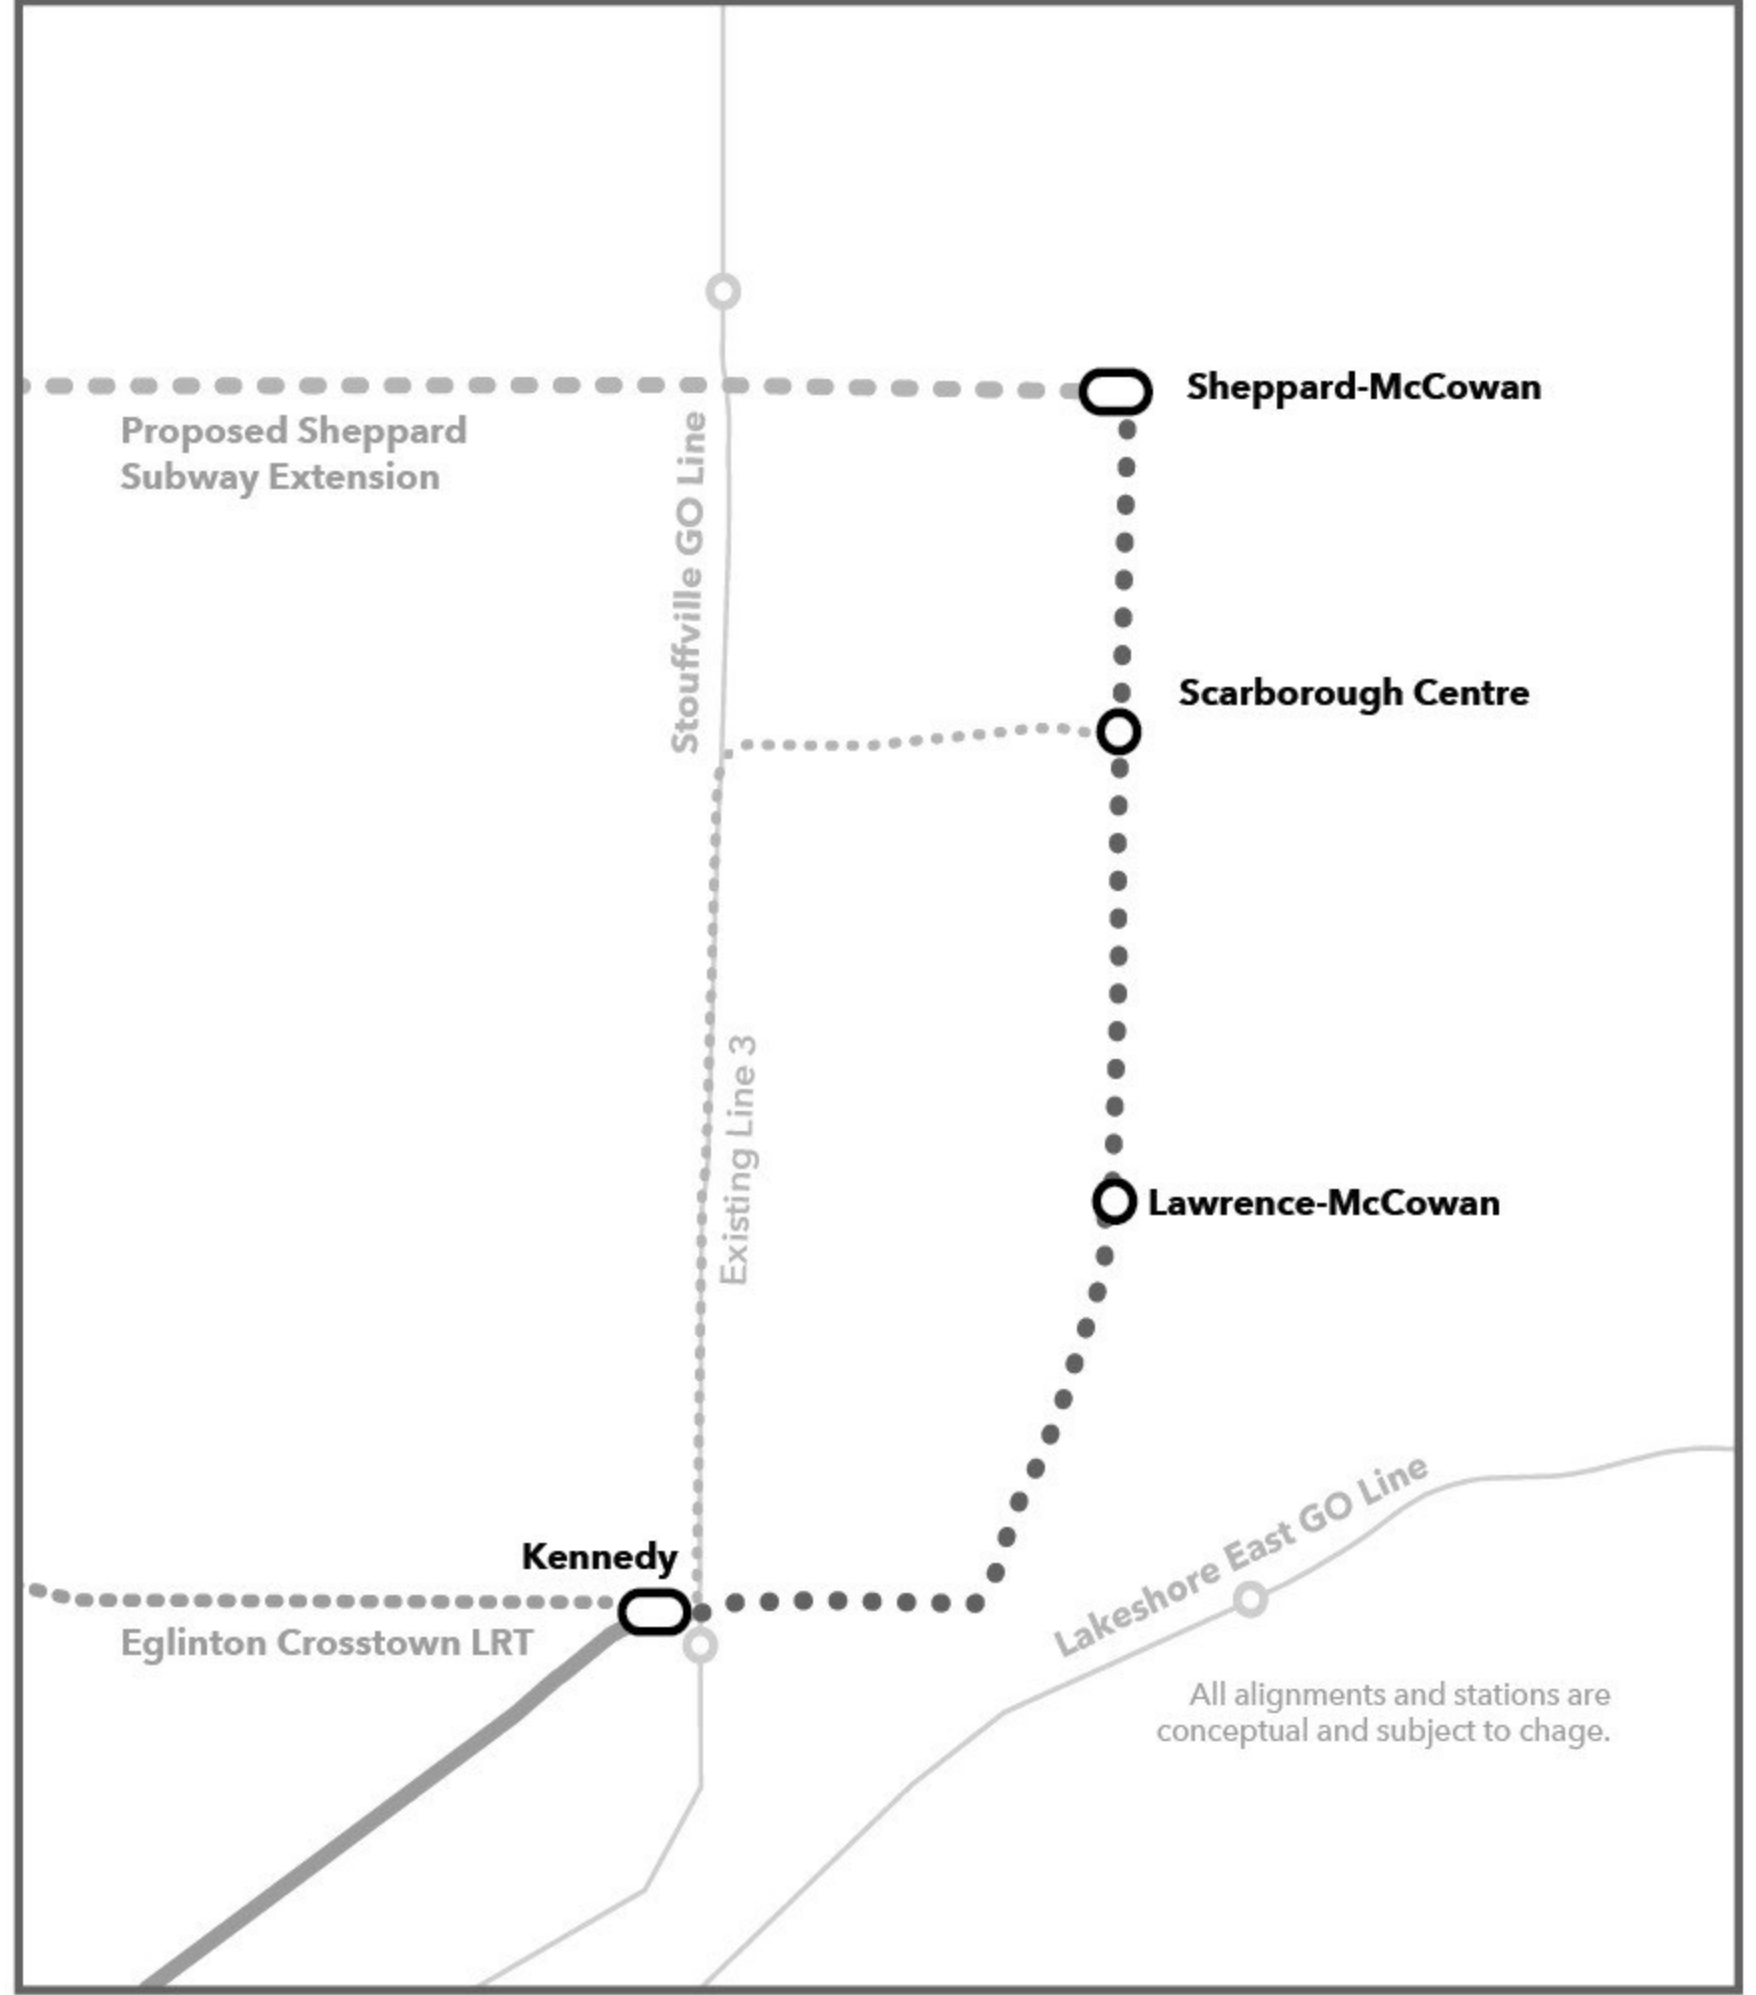 Sheppard-McCowan
Proposed Sheppard
Subway Extension
Stouffville GO Line
Scarborough Centre
Existing Line 3
Lawrence-McCowan
Lakeshore East GO Line
Kennedy
Eglinton Crosstown LRT
All alignments and stations are
conceptual and subject to chage.